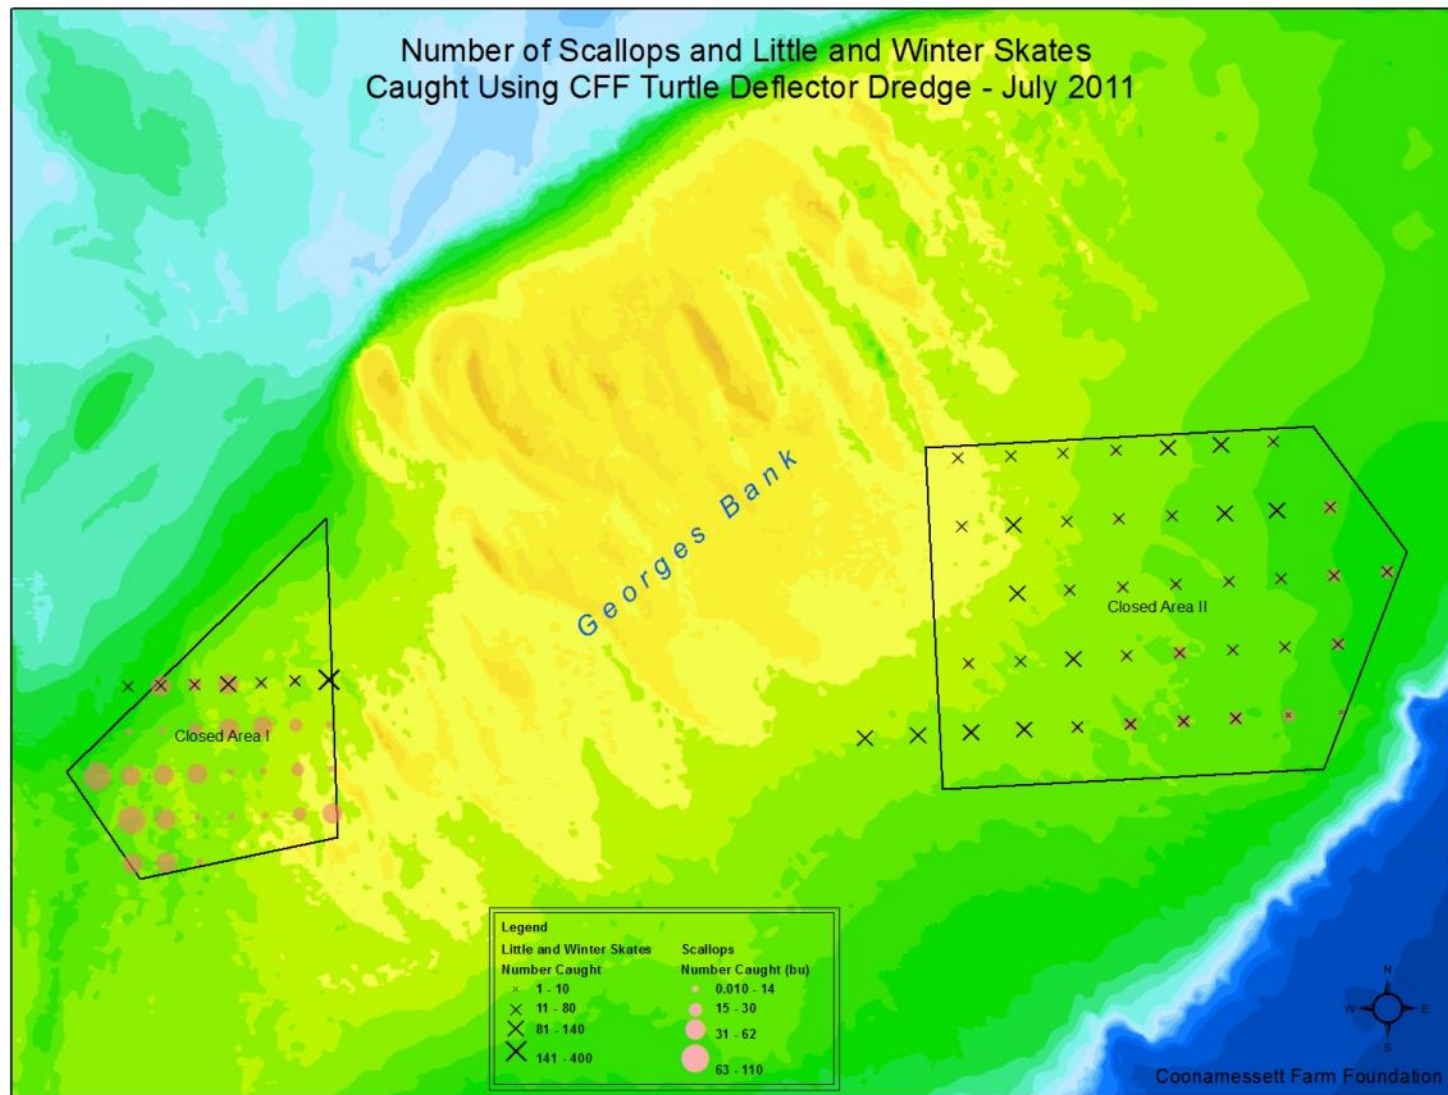 Number of Scallops and Little and Winter Skates
Caught Using CFF Turtle Deflector Dredge - July 2011
Georges Bank
Closed Area II
Closed Area I
Legend
Little and Winter Skates
Number Caught
1 - 10
11 - 80
81 - 140
141 - 400
Scallops
Number Caught (bu)
0.010 - 14
15 - 30
31 - 62
63 - 110
N
W E
S
Coonamessett Farm Foundation